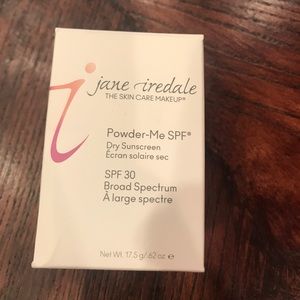 jane iredale
THE SKIN CARE MAKEUP®
Powder-Me SPF®
Dry Sunscreen
Écran solaire sec
SPF 30
Broad Spectrum
À large spectre
Net Wt. 17.5 g/.62 oz e